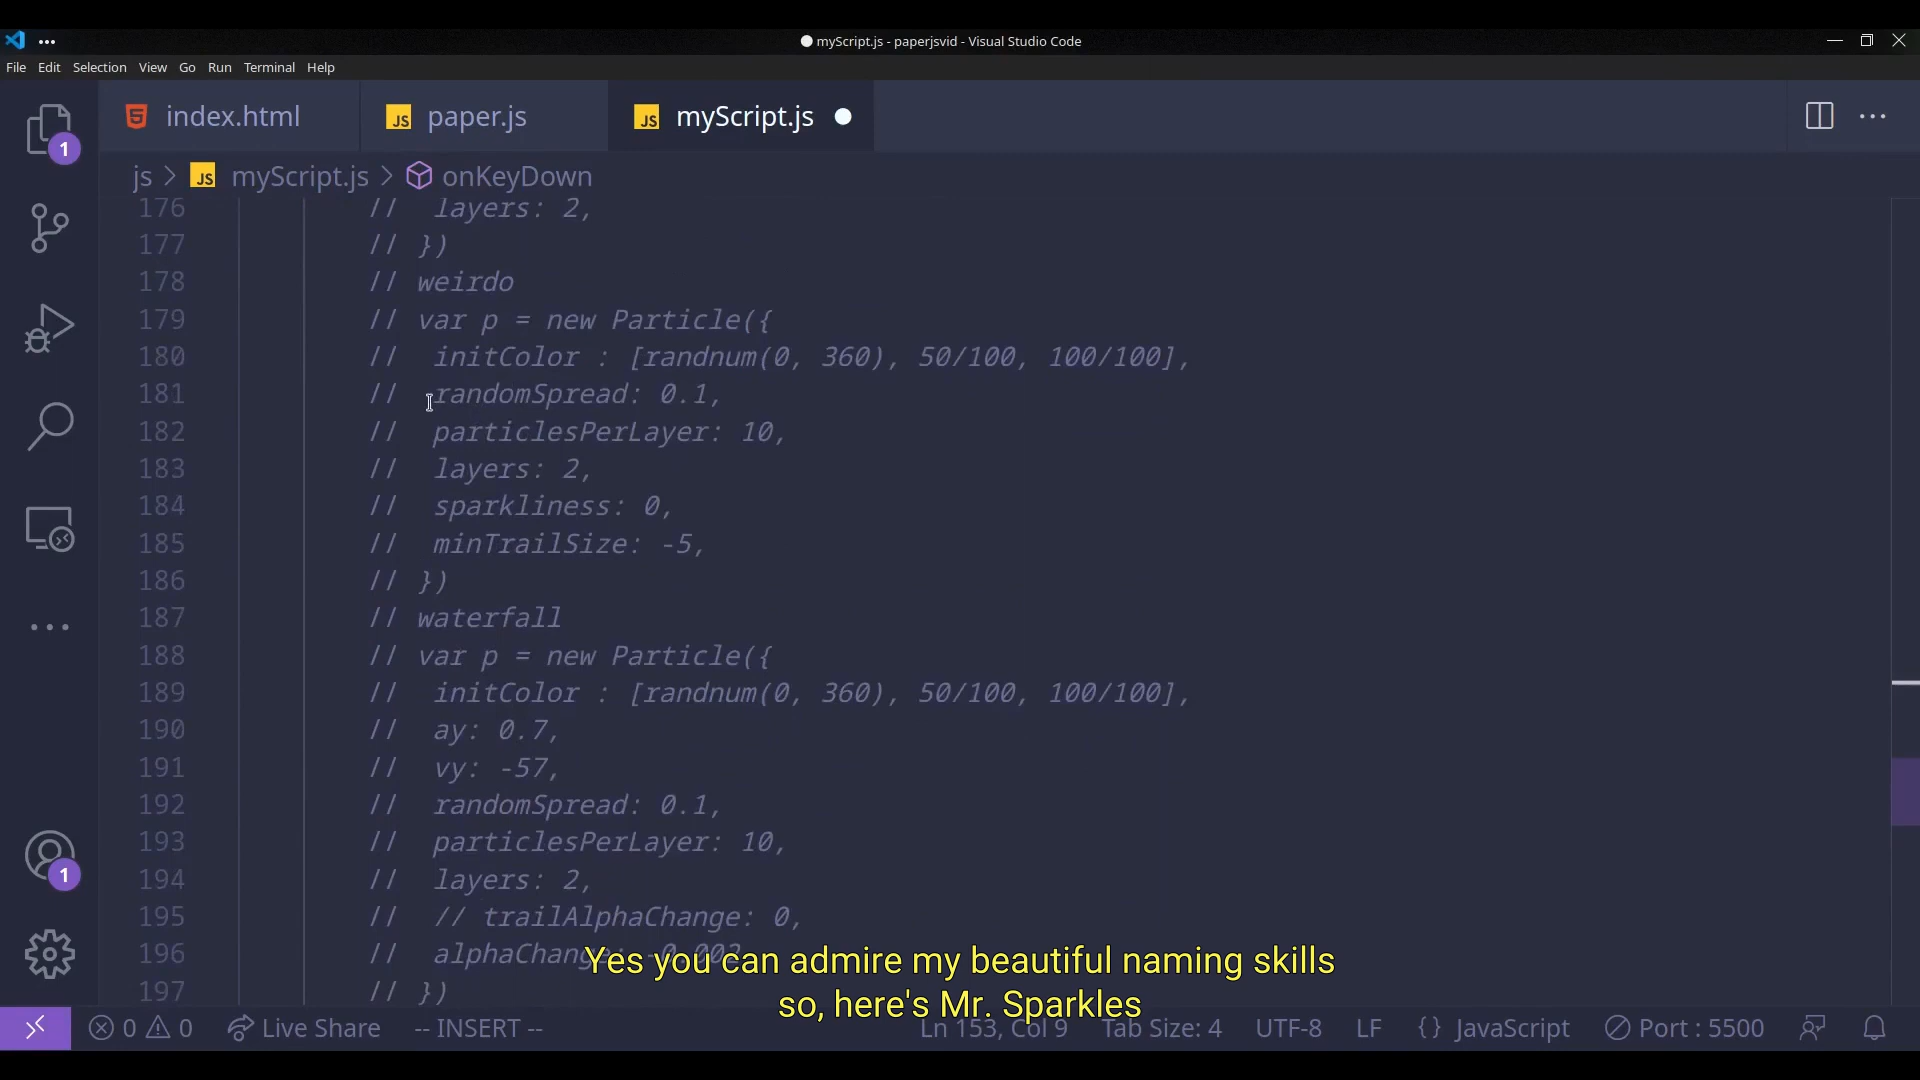 myScript.js - paperjsvid - Visual Studio Code
File Edit Selection View Go Run Terminal Help
index.html JS paper.js JS myScript.js
js > JS myScript.js > onKeyDown
176 // layers: 2,
177 // })
178 // weirdo
179 // var p = new Particle({
180 // initColor : [randnum(0, 360), 50/100, 100/100],
181 // randomSpread: 0.1,
182 // particlesPerLayer: 10,
183 // layers: 2,
184 // sparkliness: 0,
185 // minTrailSize: -5,
186 // })
187 // waterfall
188 // var p = new Particle({
189 // initColor : [randnum(0, 360), 50/100, 100/100],
190 // ay: 0.7,
191 // vy: -57,
192 // randomSpread: 0.1,
193 // particlesPerLayer: 10,
194 // layers: 2,
195 // // trailAlphaChange: 0,
196 // alphaChange: -0.002
197 // })
Yes you can admire my beautiful naming skills
so, here's Mr. Sparkles
1
1
0 0 Live Share -- INSERT -- Ln 153, Col 9 Tab Size: 4 UTF-8 LF {} JavaScript Port : 5500